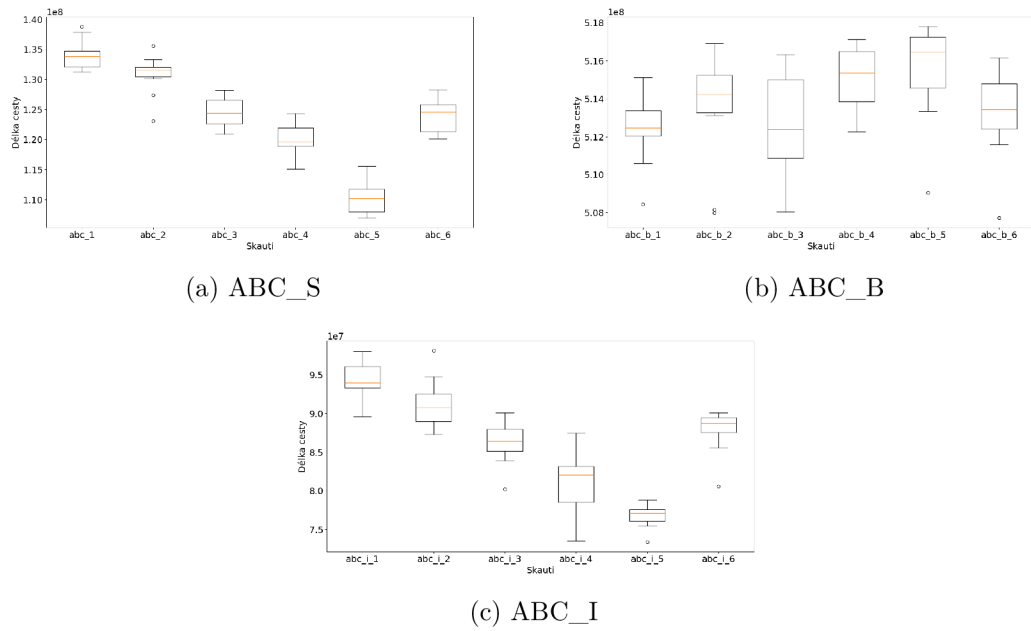 1e8
1.40
1.35
1.30
1.25
1.20
1.15
1.10
Délka cesty
abc_1 abc_2 abc_3 abc_4 abc_5 abc_6
Skauti
(a) ABC_S
1e8
5.18
5.16
5.14
5.12
5.10
5.08
Délka cesty
abc_b_1 abc_b_2 abc_b_3 abc_b_4 abc_b_5 abc_b_6
Skauti
(b) ABC_B
1e7
9.5
9.0
8.5
8.0
7.5
Délka cesty
abc_i_1 abc_i_2 abc_i_3 abc_i_4 abc_i_5 abc_i_6
Skauti
(c) ABC_I